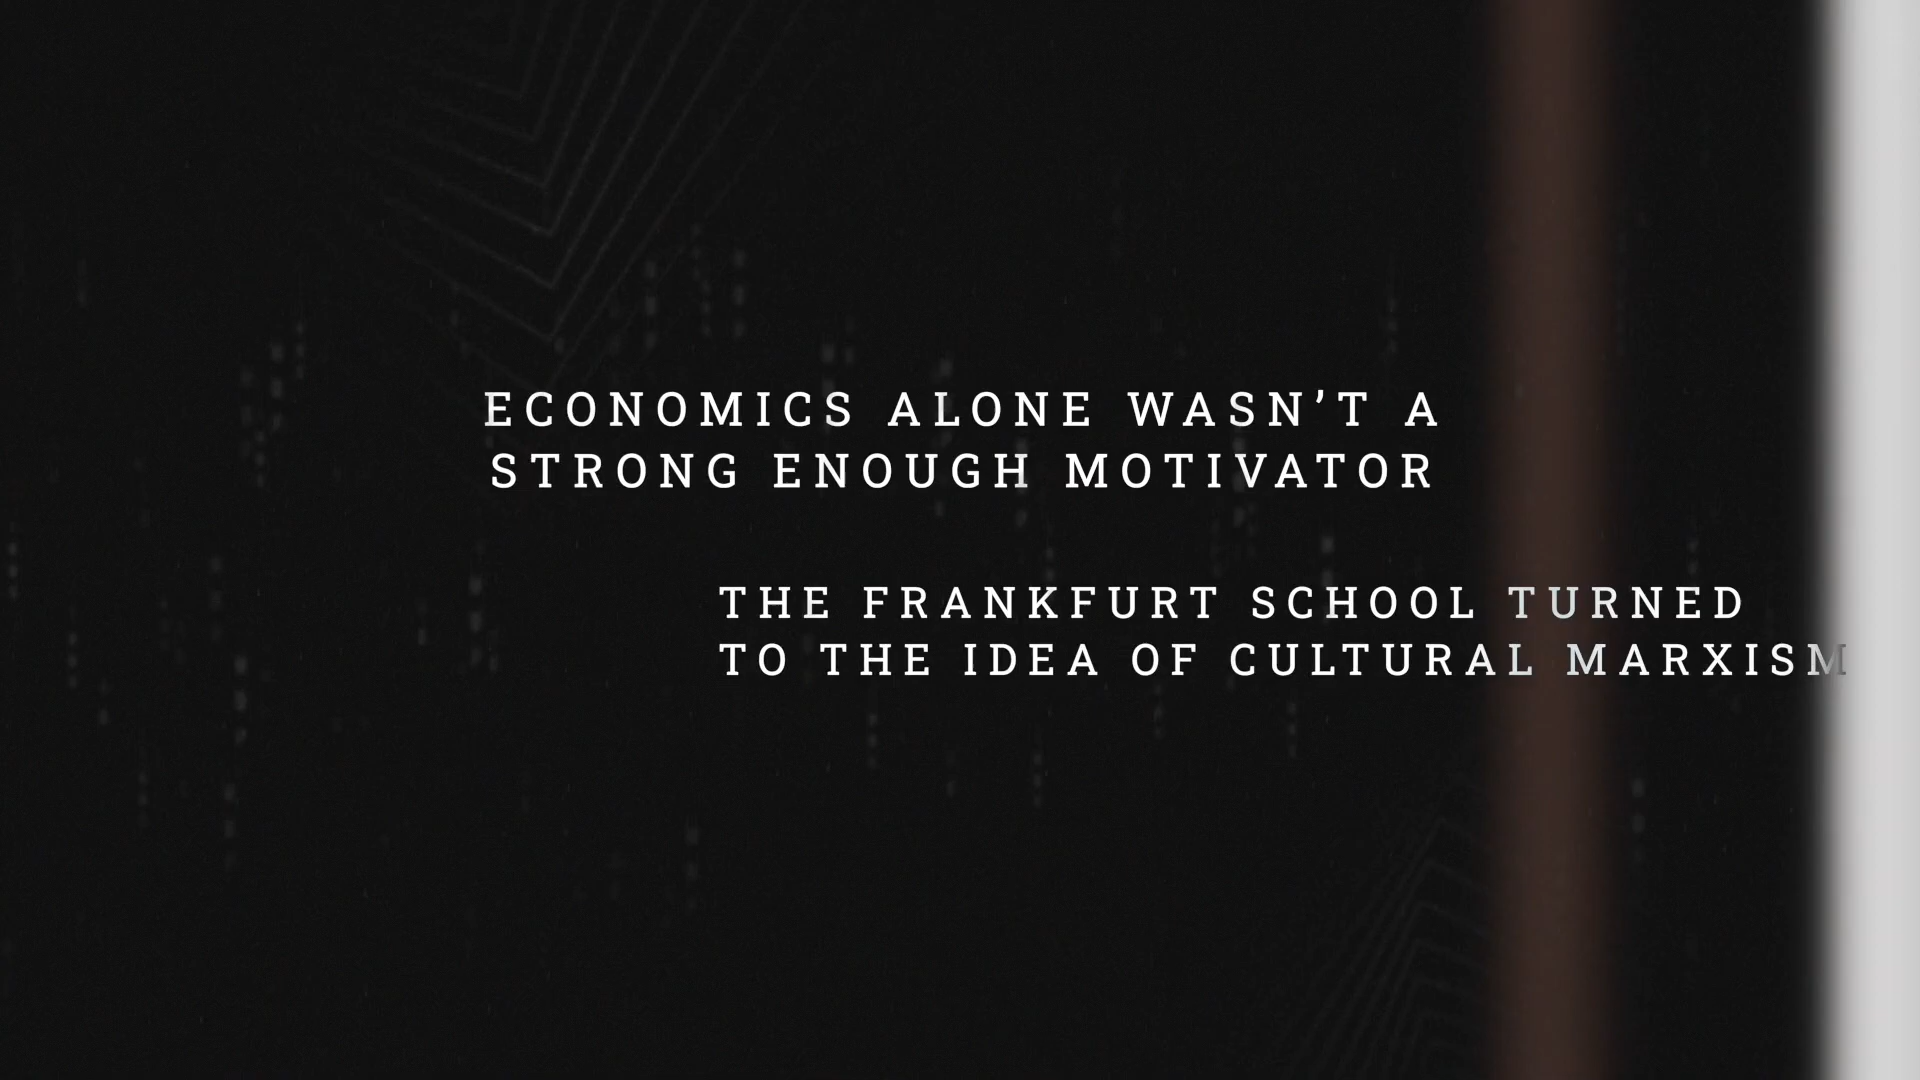 ECONOMICS ALONE WASN’T A
STRONG ENOUGH MOTIVATOR
THE FRANKFURT SCHOOL TURNED
TO THE IDEA OF CULTURAL MARXISM